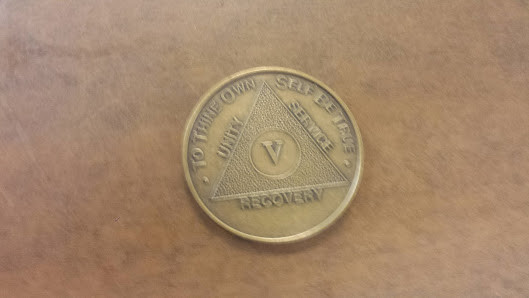 TO THINE OWN SELF BE TRUE
UNITY
SERVICE
V
RECOVERY